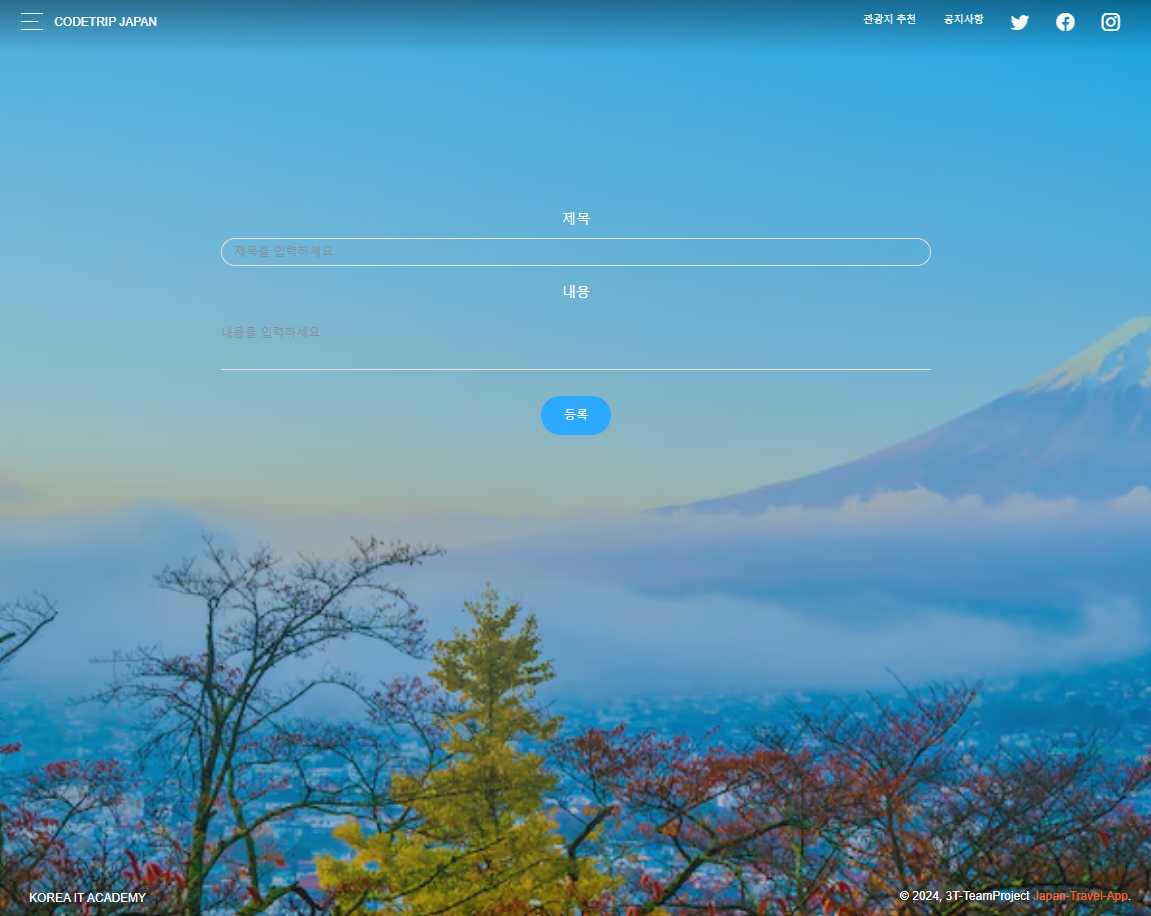 CODETRIP JAPAN
관광지 추천
공지사항
제목
제목를 입력하세요
내용
내용을 입력하세요
등록
KOREA IT ACADEMY
© 2024, 3T-TeamProject Japan-Travel-App.